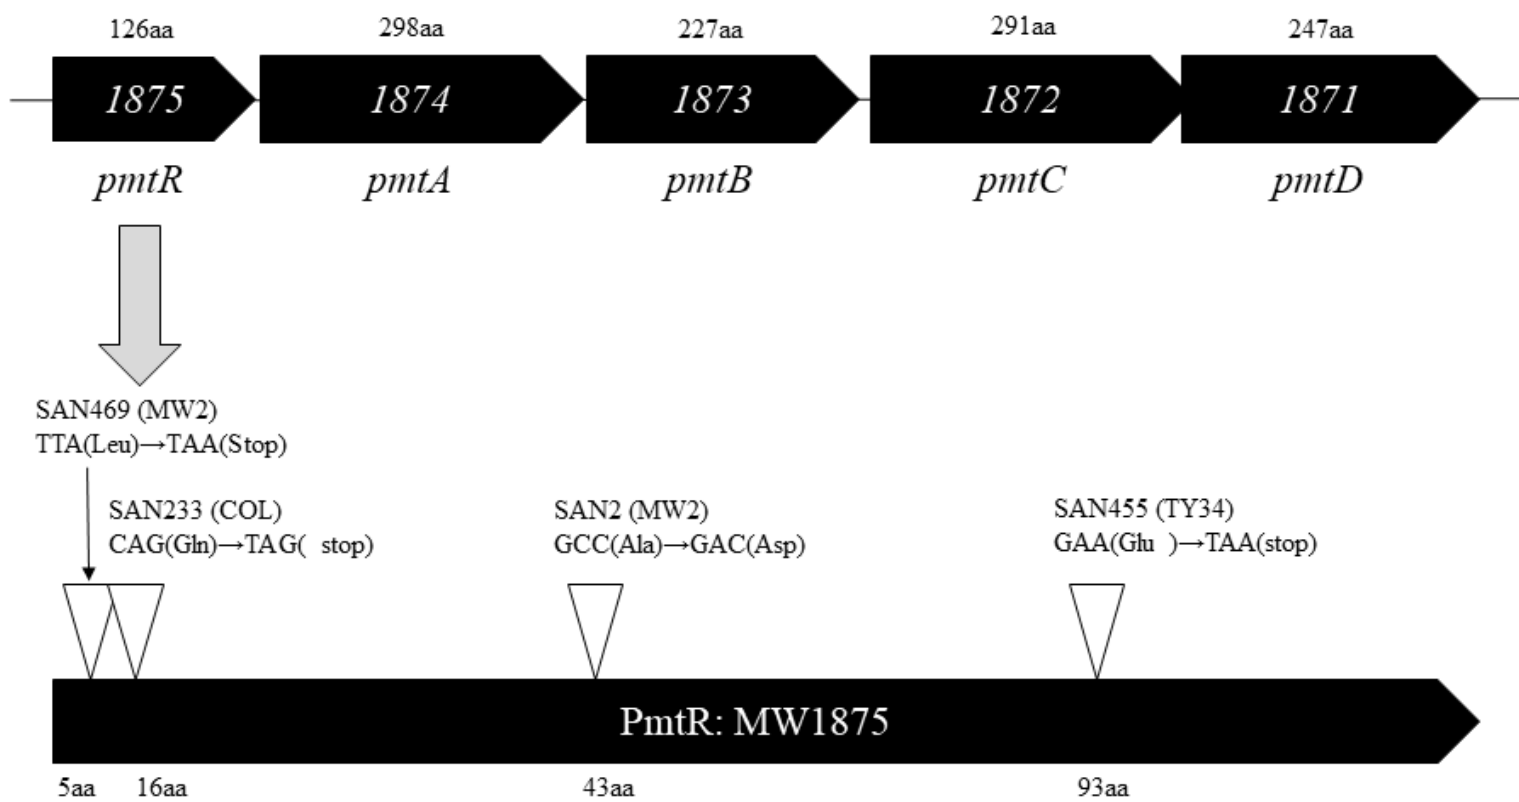 126aa 298aa 227aa 291aa 247aa
1875 1874 1873 1872 1871
pmtR pmtA pmtB pmtC pmtD
SAN469 (MW2)
TTA(Leu)→TAA(Stop)
SAN233 (COL) SAN2 (MW2) SAN455 (TY34)
CAG(Gln)→TAG( stop) GCC(Ala)→GAC(Asp) GAA(Glu )→TAA(stop)
PmtR: MW1875
5aa 16aa 43aa 93aa